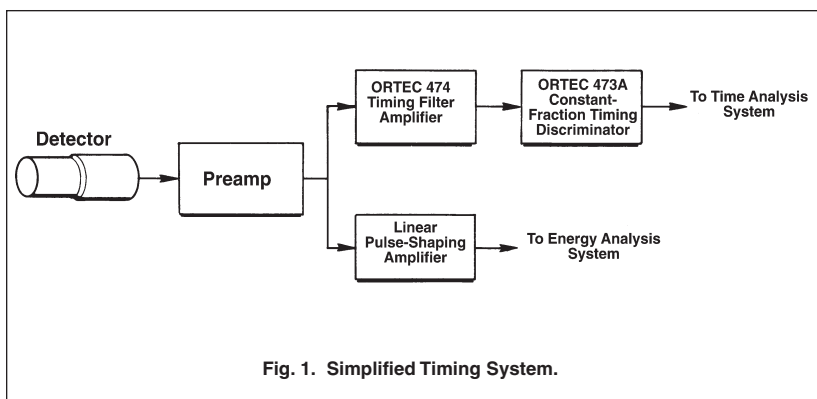 Detector
Preamp
ORTEC 474
Timing Filter
Amplifier
ORTEC 473A
Constant-
Fraction Timing
Discriminator
To Time Analysis
System
Linear
Pulse-Shaping
Amplifier
To Energy Analysis
System
Fig. 1. Simplified Timing System.